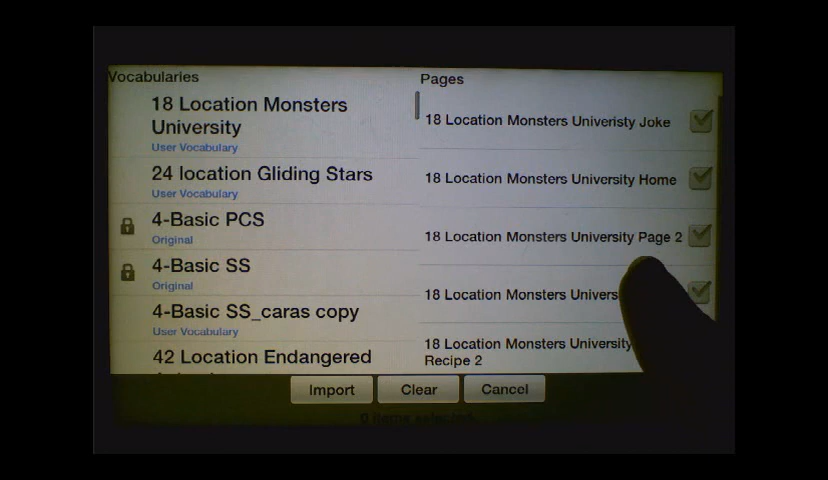 Vocabularies
18 Location Monsters
University
User Vocabulary
24 location Gliding Stars
User Vocabulary
4-Basic PCS
Original
4-Basic SS
Original
4-Basic SS_caras copy
User Vocabulary
42 Location Endangered
Pages
18 Location Monsters Univeristy Joke
18 Location Monsters University Home
18 Location Monsters University Page 2
18 Location Monsters
18 Location Monsters University
Recipe 2
Import
Clear
Cancel
0 items selected.